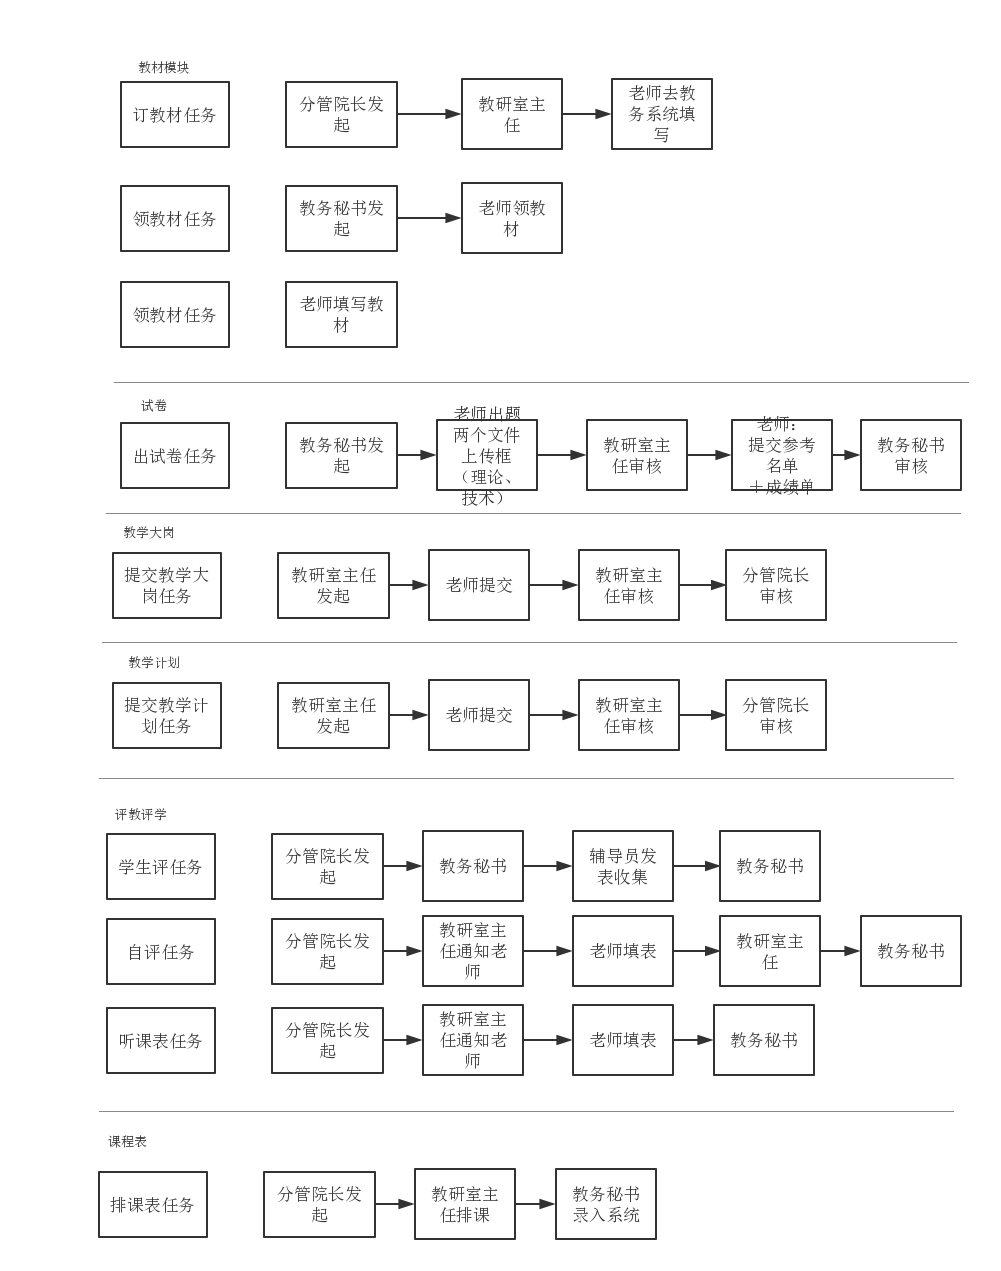 教材模块
订教材任务
分管院长发
起
教研室主
任
老师去教
务系统填
写
领教材任务
教务秘书发
起
老师领教
材
领教材任务
老师填写教
材
试卷
出试卷任务
教务秘书发
起
老师出题
两个文件
上传框
（理论、
技术）
教研室主
任审核
老师：
提交参考
名单
＋成绩单
教务秘书
审核
教学大岗
提交教学大
岗任务
教研室主任
发起
老师提交
教研室主
任审核
分管院长
审核
教学计划
提交教学计
划任务
教研室主任
发起
老师提交
教研室主
任审核
分管院长
审核
评教评学
学生评任务
分管院长发
起
教务秘书
辅导员发
表收集
教务秘书
自评任务
分管院长发
起
教研室主
任通知老
师
老师填表
教研室主
任
教务秘书
听课表任务
分管院长发
起
教研室主
任通知老
师
老师填表
教务秘书
课程表
排课表任务
分管院长发
起
教研室主
任排课
教务秘书
录入系统